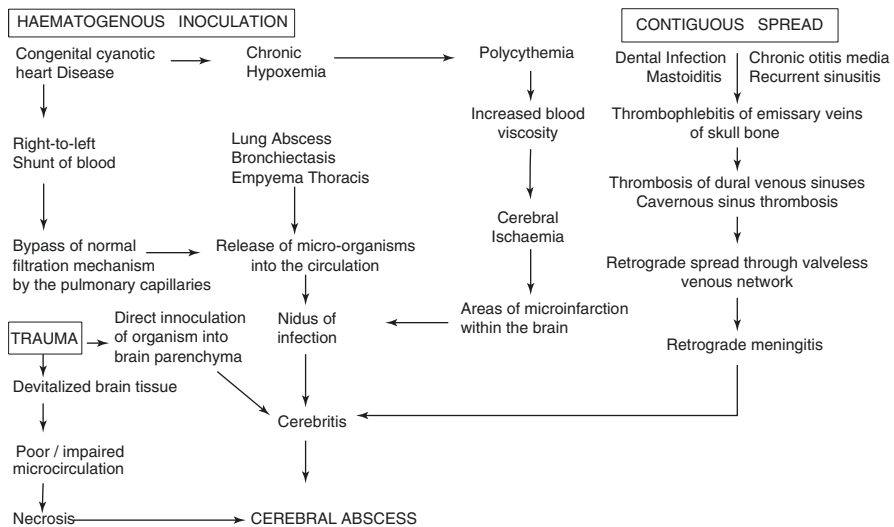 HAEMATOGENOUS INOCULATION
Congenital cyanotic
heart Disease
Chronic
Hypoxemia
Polycythemia
Right-to-left
Shunt of blood
Lung Abscess
Bronchiectasis
Empyema Thoracis
Increased blood
viscosity
Cerebral
Ischaemia
Bypass of normal
filtration mechanism
by the pulmonary capillaries
Release of micro-organisms
into the circulation
Nidus of
infection
Areas of microinfarction
within the brain
CONTIGUOUS SPREAD
Dental Infection
Mastoiditis
Chronic otitis media
Recurrent sinusitis
Thrombophlebitis of emissary veins
of skull bone
Thrombosis of dural venous sinuses
Cavernous sinus thrombosis
Retrograde spread through valveless
venous network
Retrograde meningitis
TRAUMA
Direct innoculation
of organism into
brain parenchyma
Devitalized brain tissue
Cerebritis
Poor / impaired
microcirculation
Necrosis
CEREBRAL ABSCESS